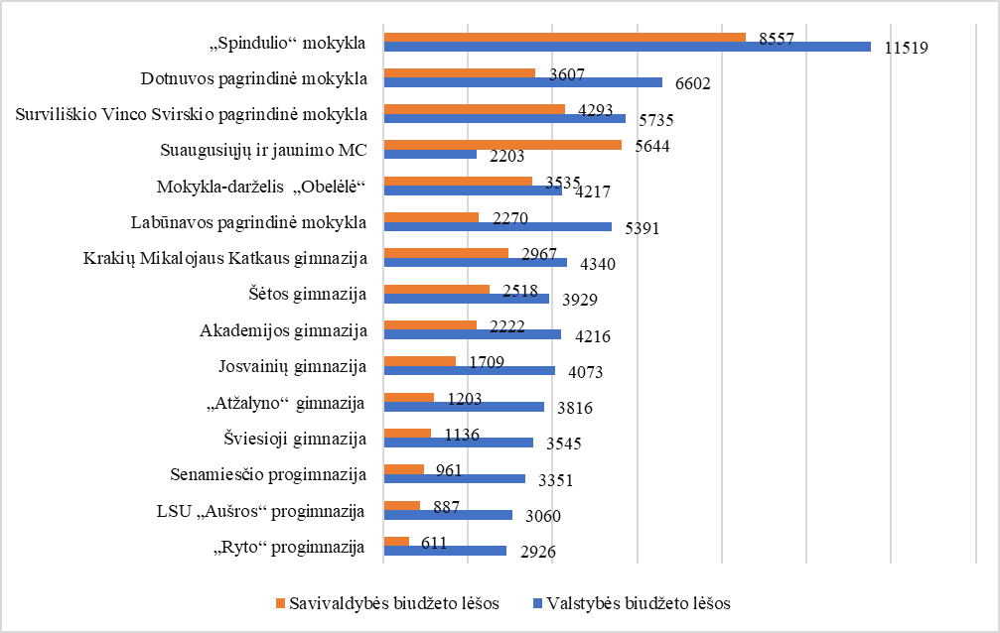 „Spindulio“ mokykla 8557 11519
Dotnuvos pagrindinė mokykla 3607 6602
Surviliškio Vinco Svirskio pagrindinė mokykla 4293 5735
Suaugusiųjų ir jaunimo MC 5644 2203
Mokykla-darželis „Obelėlė“ 3535 4217
Labūnavos pagrindinė mokykla 2270 5391
Krakių Mikalojaus Katkaus gimnazija 2967 4340
Šėtos gimnazija 2518 3929
Akademijos gimnazija 2222 4216
Josvainių gimnazija 1709 4073
„Atžalyno“ gimnazija 1203 3816
Šviesioji gimnazija 1136 3545
Senamiesčio progimnazija 961 3351
LSU „Aušros“ progimnazija 887 3060
„Ryto“ progimnazija 611 2926
Savivaldybės biudžeto lėšos Valstybės biudžeto lėšos